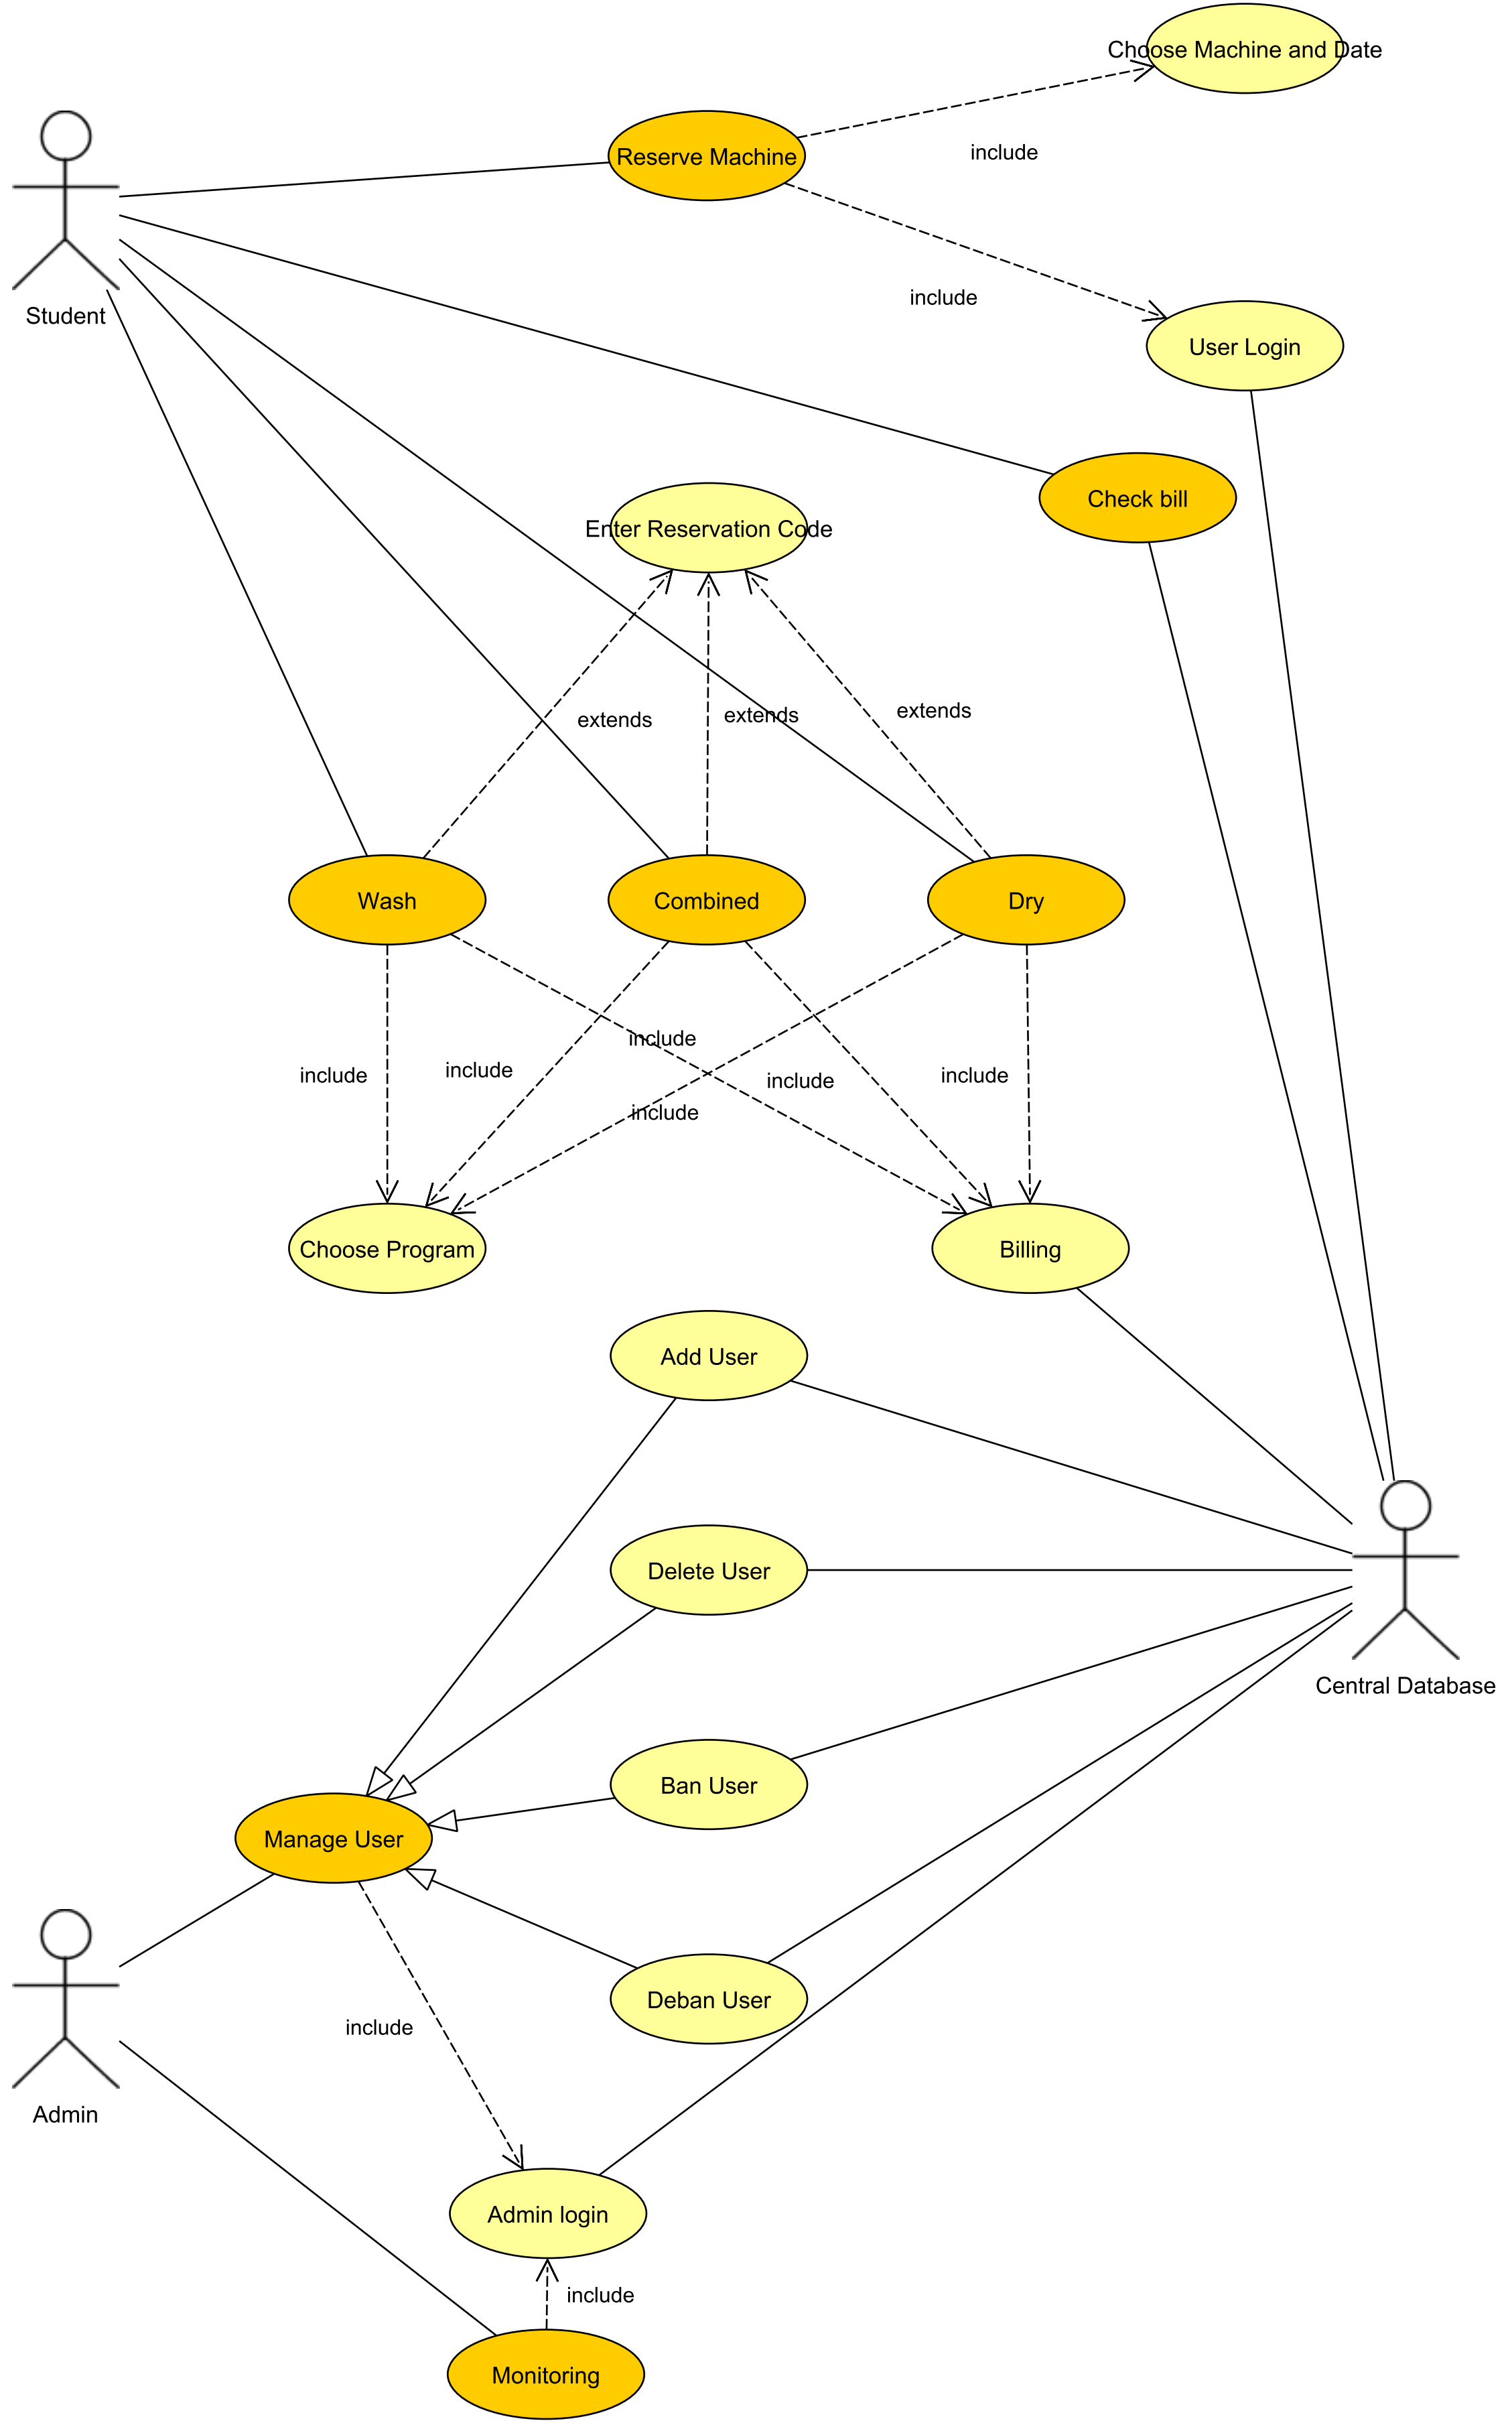 Choose Machine and Date
Reserve Machine
include
include
Student
User Login
Check bill
Enter Reservation Code
extends
extends
extends
Wash
Combined
Dry
include
include
include
include
include
include
Choose Program
Billing
Add User
Delete User
Central Database
Ban User
Manage User
Deban User
include
Admin
Admin login
include
Monitoring